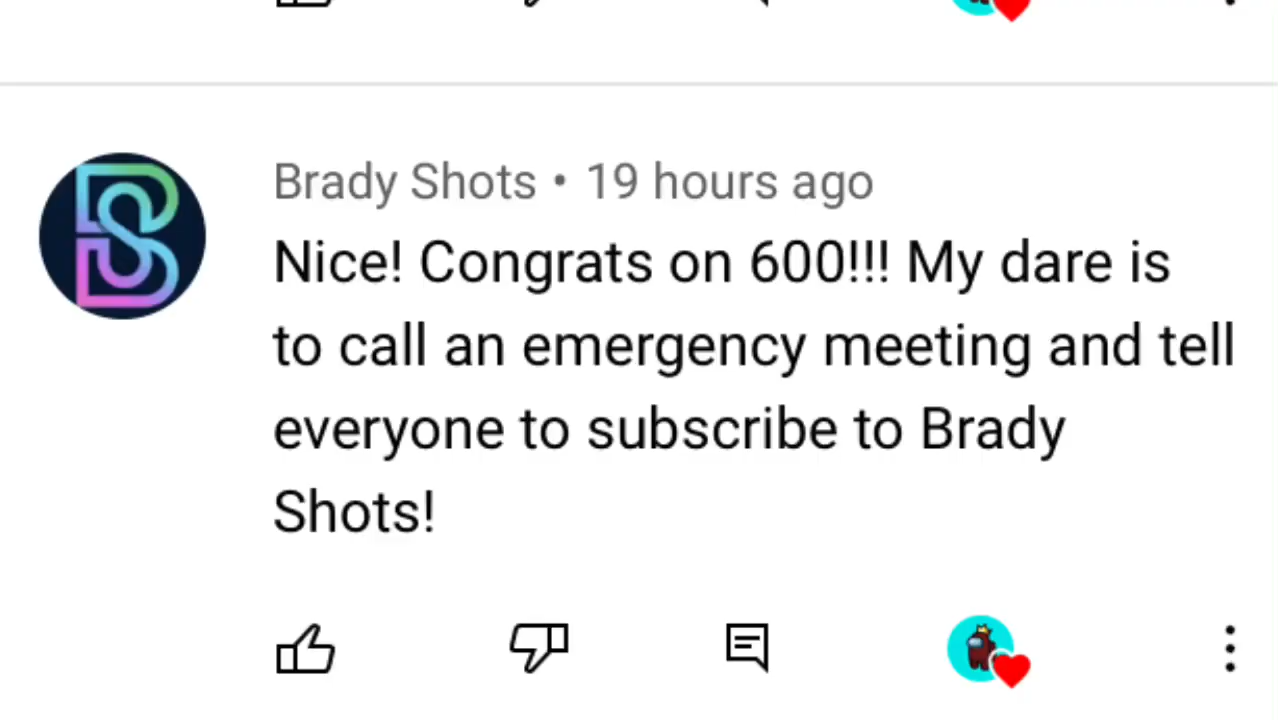 Brady Shots • 19 hours ago
Nice! Congrats on 600!!! My dare is
to call an emergency meeting and tell
everyone to subscribe to Brady
Shots!